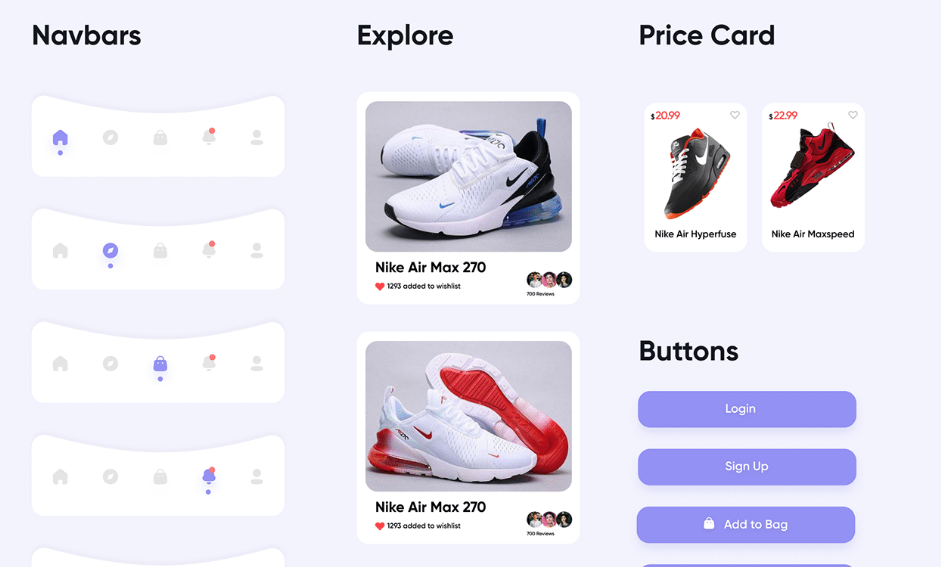 Navbars
Explore
Nike Air Max 270
1293 added to wishlist
700 Reviews
Nike Air Max 270
1293 added to wishlist
700 Reviews
Price Card
$20.99
Nike Air Hyperfuse
$22.99
Nike Air Maxspeed
Buttons
Login
Sign Up
Add to Bag